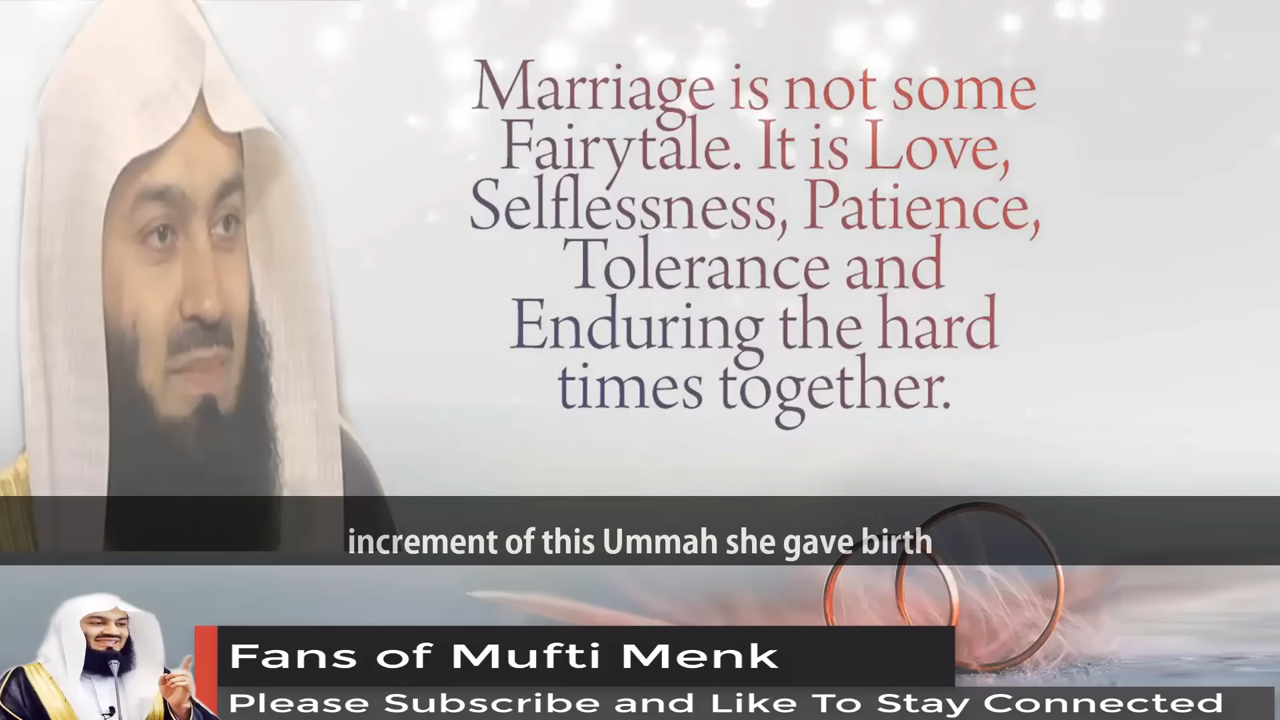 Marriage is not some
Fairytale. It is Love,
Selflessness, Patience,
Tolerance and
Enduring the hard
times together.
increment of this Ummah she gave birth
Fans of Mufti Menk
Please Subscribe and Like To Stay Connected